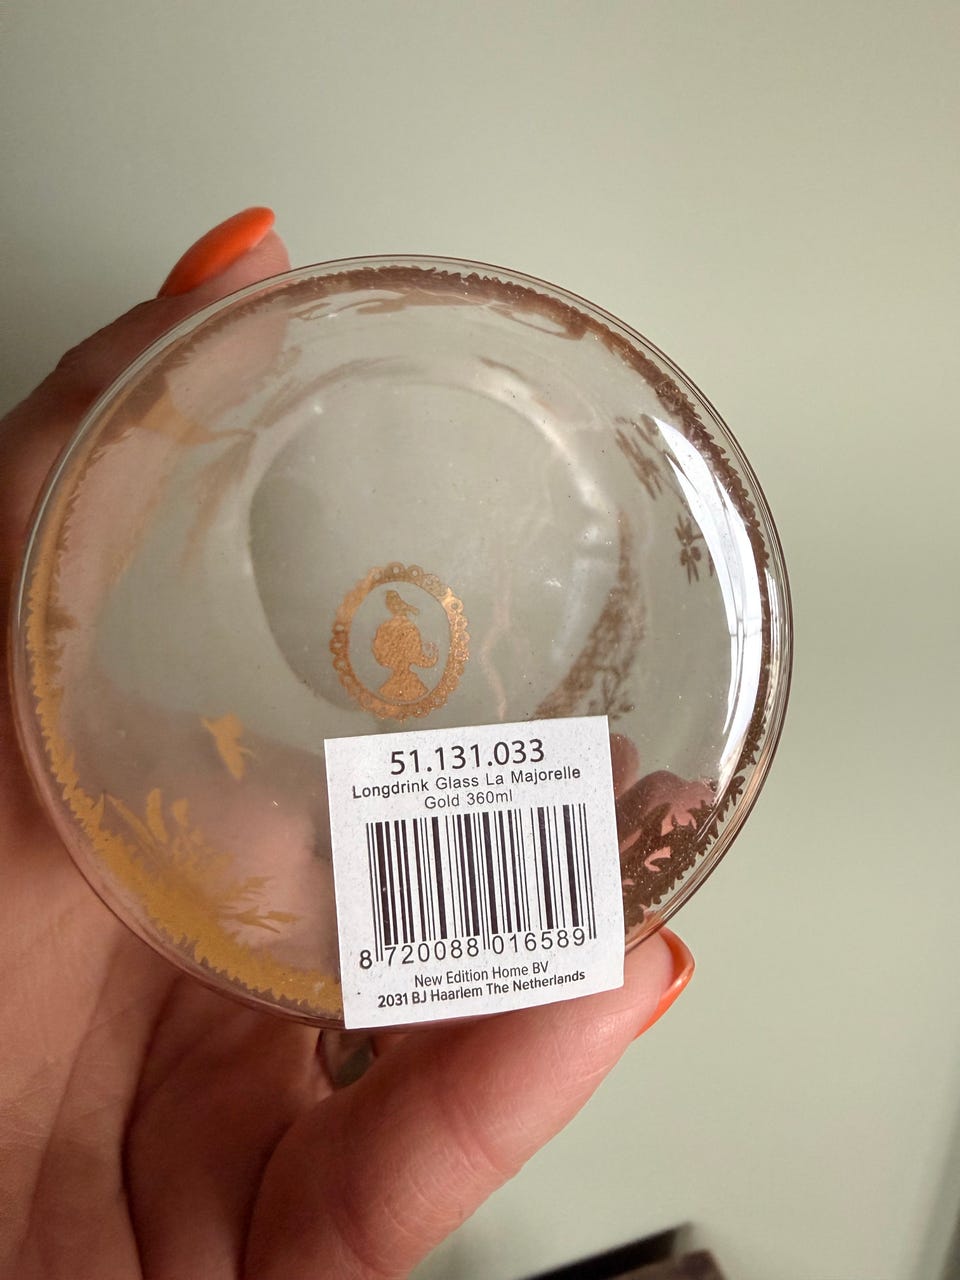 51.131.033
Longdrink Glass La Majorelle
Gold 360ml
8 720088 016589
New Edition Home BV
2031 BJ Haarlem The Netherlands